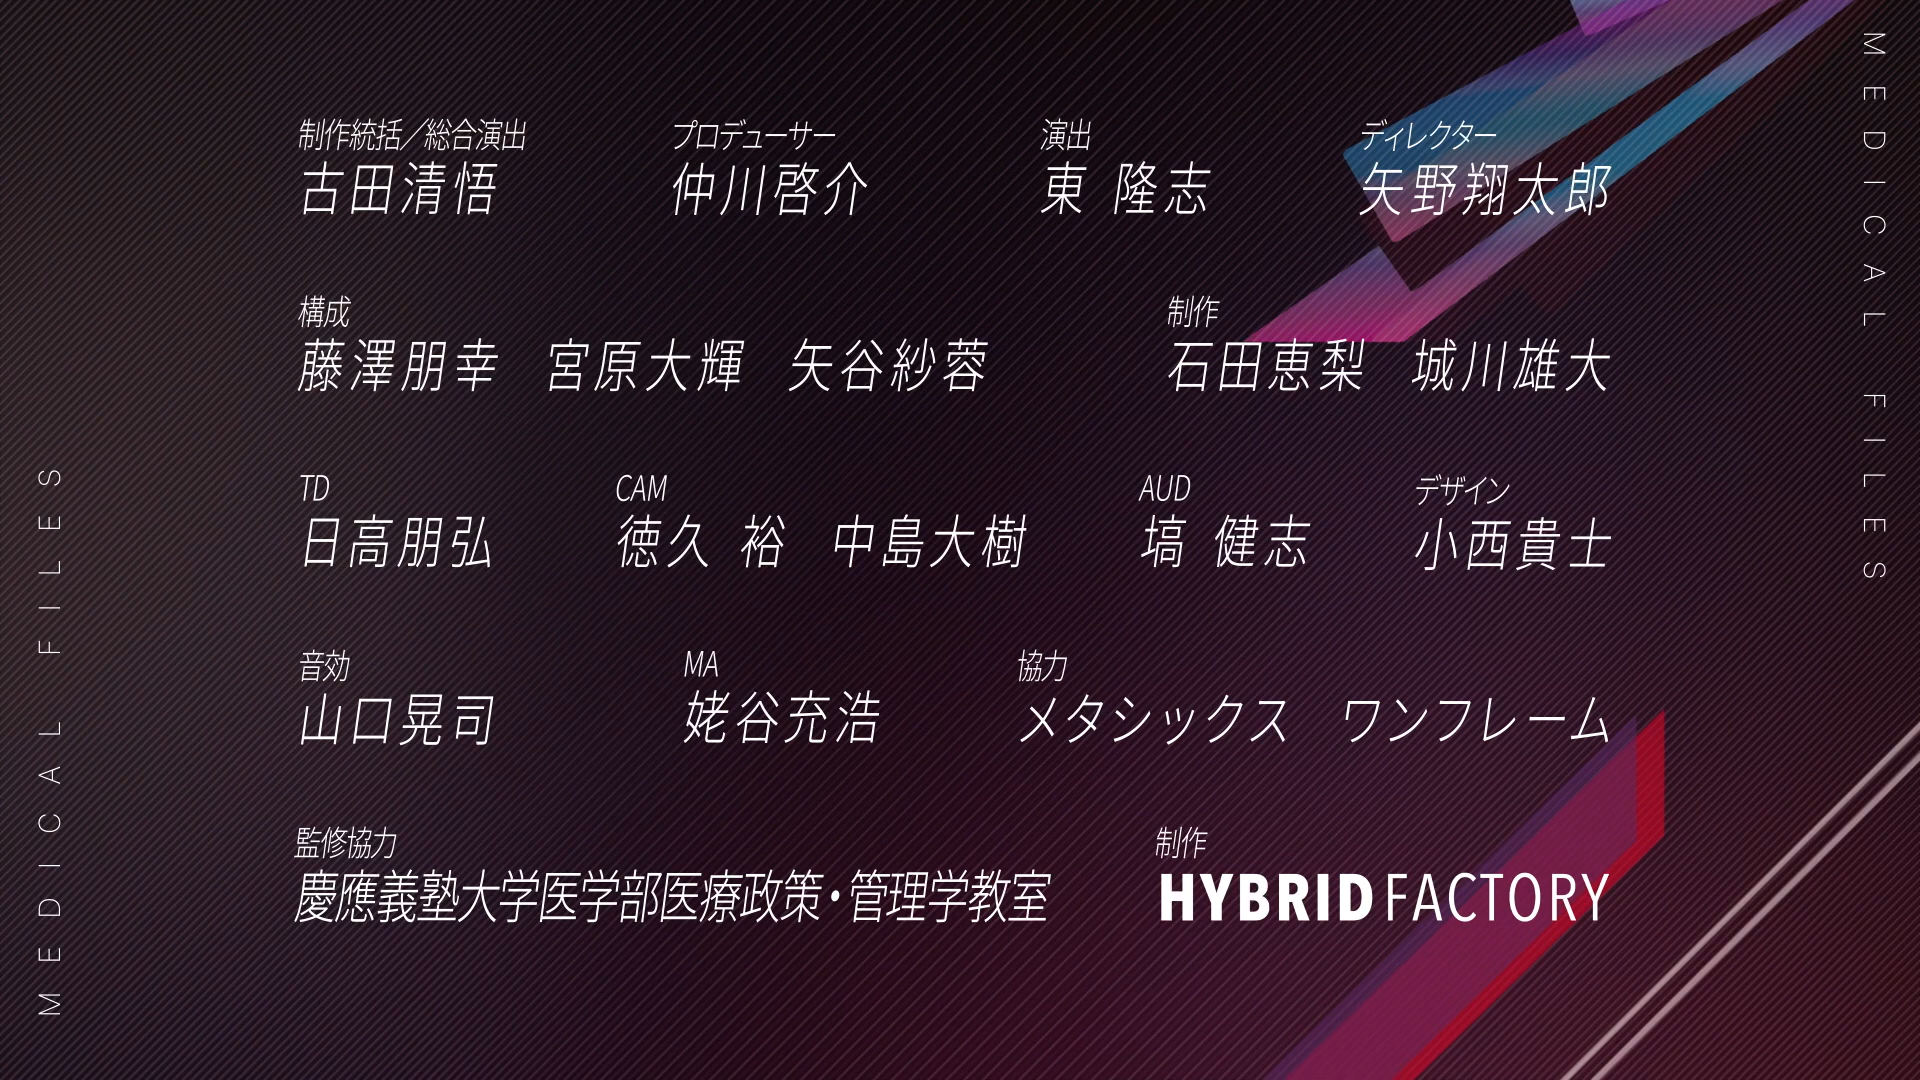 制作統括／総合演出 プロデューサー 演出 ディレクター
古田清悟 仲川啓介 東 隆志 矢野翔太郎
構成 制作
藤澤朋幸 宮原大輝 矢谷紗蓉 石田恵梨 城川雄大
TD CAM AUD デザイン
日高朋弘 徳久 裕 中島大樹 塙 健志 小西貴士
音効 MA 協力
山口晃司 姥谷充浩 メタシックス ワンフレーム
監修協力 制作
慶應義塾大学医学部医療政策・管理学教室 HYBRID FACTORY
MEDICAL FILES
MEDICAL FILES